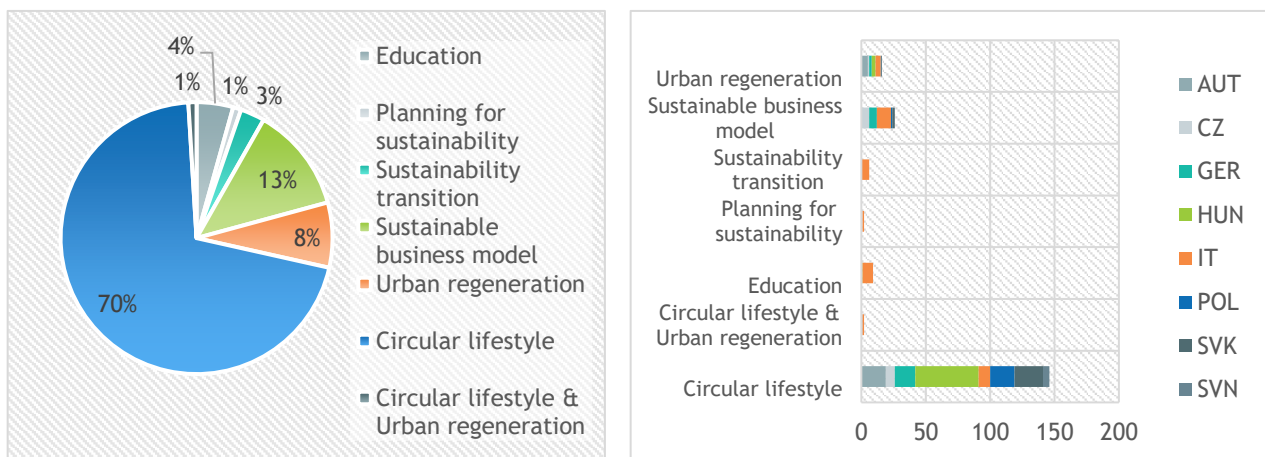 4%
1%
1%
3%
13%
8%
70%
Education
Planning for
sustainability
Sustainability
transition
Sustainable
business model
Urban regeneration
Circular lifestyle
Circular lifestyle &
Urban regeneration
Urban regeneration
Sustainable business
model
Sustainability
transition
Planning for
sustainability
Education
Circular lifestyle &
Urban regeneration
Circular lifestyle
0 50 100 150 200
AUT
CZ
GER
HUN
IT
POL
SVK
SVN